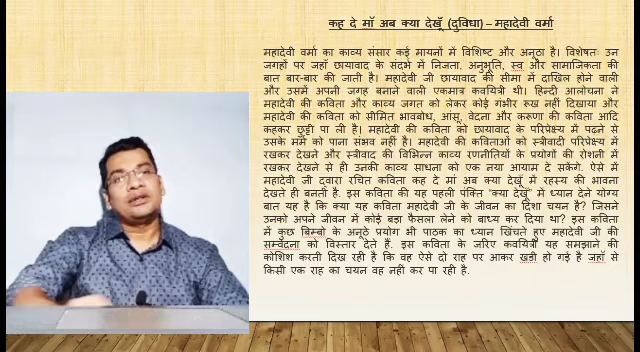 कह दे माँ अब क्या देखूँ (दुविधा) – महादेवी वर्मा
महादेवी वर्मा का काव्य संसार कई मायनों में विशिष्ट और अनूठा है। विशेषतः उन
जगहों पर जहाँ छायावाद के संदर्भ में निजता, अनुभूति, स्व और सामाजिकता की
बात बार-बार की जाती है। महादेवी जी छायावाद की सीमा में दाखिल होने वाली
और उसमें अपनी जगह बनाने वाली एकमात्र कवयित्री थी। हिन्दी आलोचना ने
महादेवी की कविता और काव्य जगत को लेकर कोई गंभीर रूख नहीं दिखाया और
महादेवी की कविता को सीमित भावबोध, आंसू, वेदना और करूणा की कविता आदि
कहकर छुट्टी पा ली है। महादेवी की कविता को छायावाद के परिप्रेक्ष्य में पढने से
उसके मर्म को पाना संभव नहीं है। महादेवी की कविताओं को स्त्रीवादी परिप्रेक्ष्य में
रखकर देखने और स्त्रीवाद की विभिन्न काव्य रणनीतियों के प्रयोगों की रोशनी में
रखकर देखने से ही उनकी काव्य साधना को एक नया आयाम दे सकेंगे. ऐसे में
महादेवी जी द्वारा रचित कविता कह दे मां अब क्या देखूँ में रहस्य की भावना
देखते ही बनती है. इस कविता की यह पहली पंक्ति "क्या देखूँ" में ध्यान देने योग्य
बात यह है कि क्या यह कविता महादेवी जी के जीवन का दिशा चयन है? जिसने
उनको अपने जीवन में कोई बड़ा फैसला लेने को बाध्य कर दिया था? इस कविता
में कुछ बिम्बों के अनूठे प्रयोग भी पाठक का ध्यान खिंचते हुए महादेवी जी की
सम्वेदना को विस्तार देते हैं. इस कविता के जरिए कवयित्री यह समझाने की
कोशिश करती दिख रही है कि वह ऐसे दो राह पर आकर खड़ी हो गई है जहाँ से
किसी एक राह का चयन वह नहीं कर पा रही है.